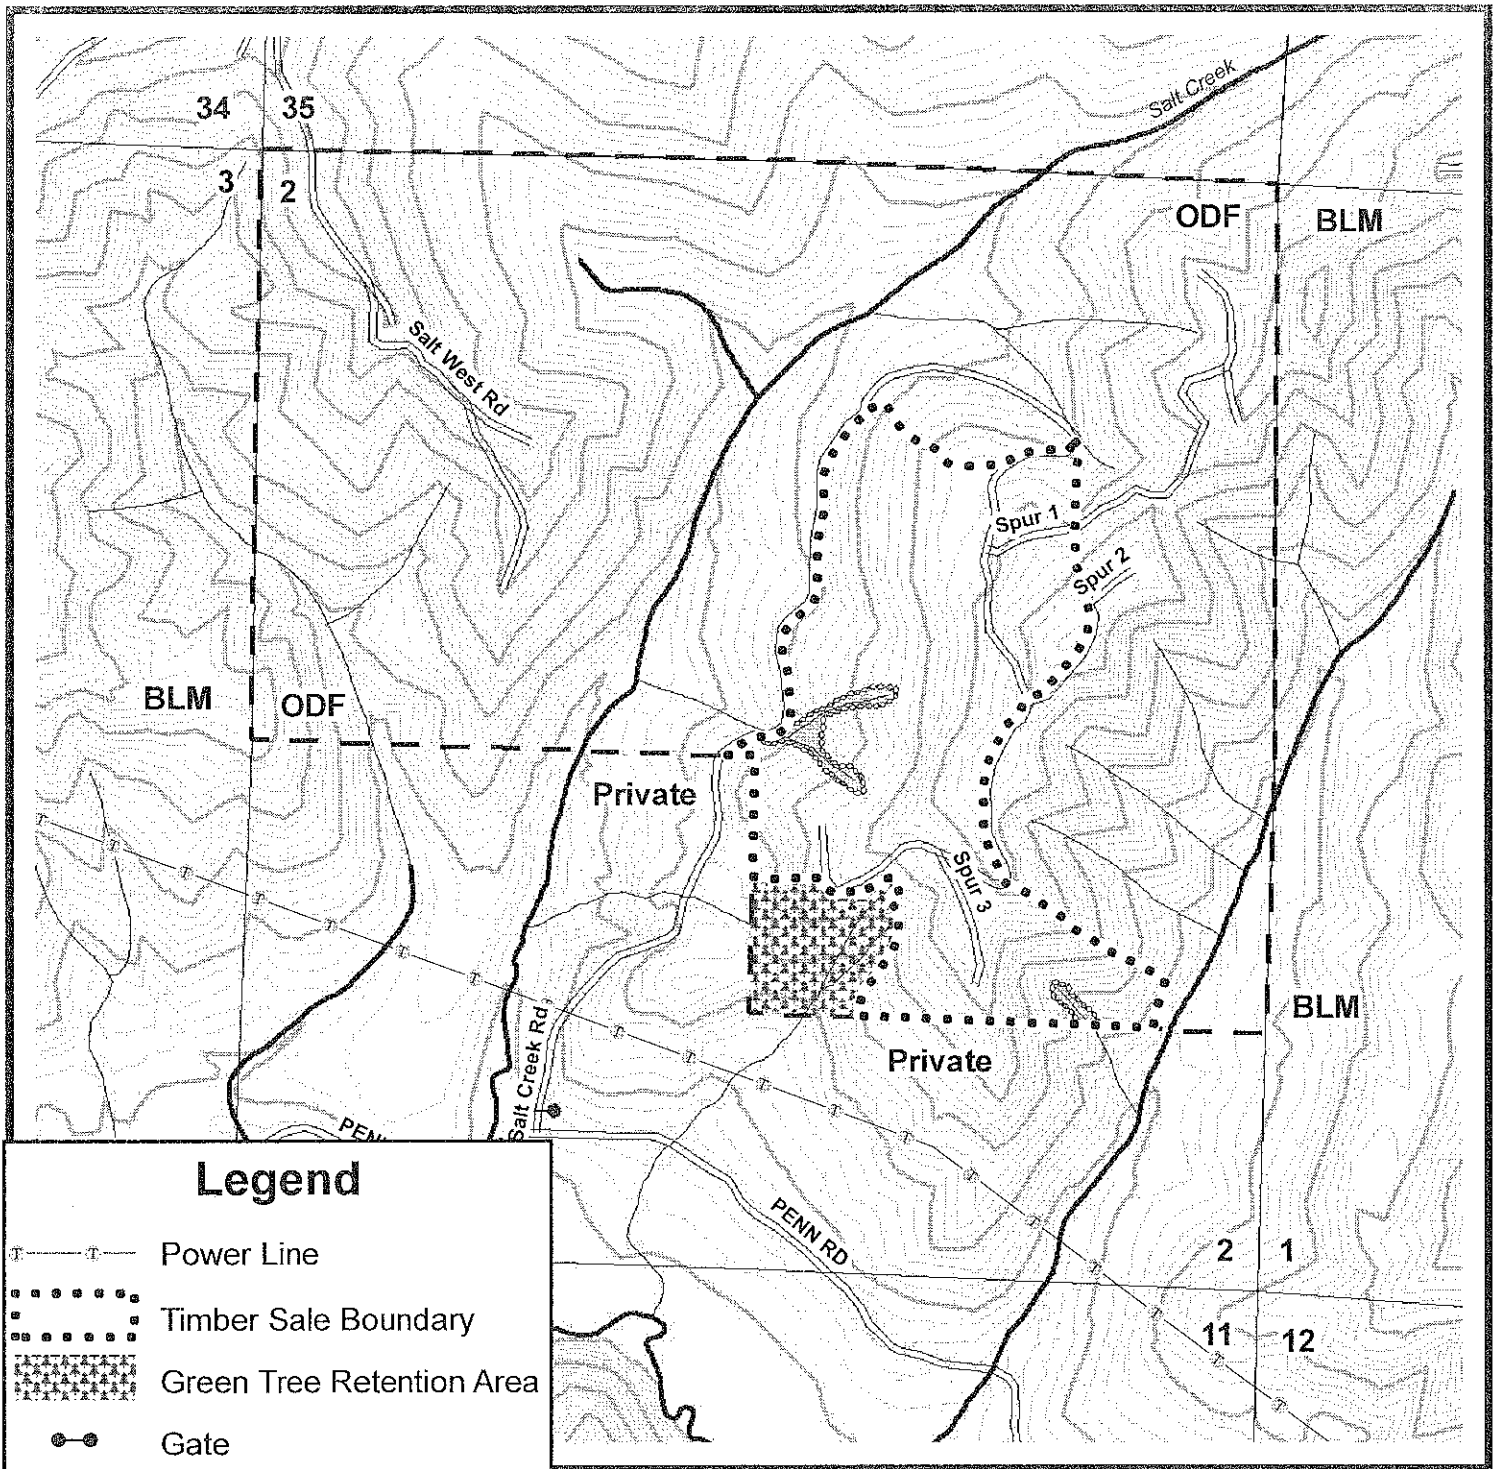 34
35
Salt Creek
3
2
ODF
BLM
Salt West Rd
Spur 1
Spur 2
BLM
ODF
Private
Spur 3
BLM
Salt Creek Rd
Private
PENN RD
2
1
11
12
Legend
T T Power Line
Timber Sale Boundary
Green Tree Retention Area
Gate